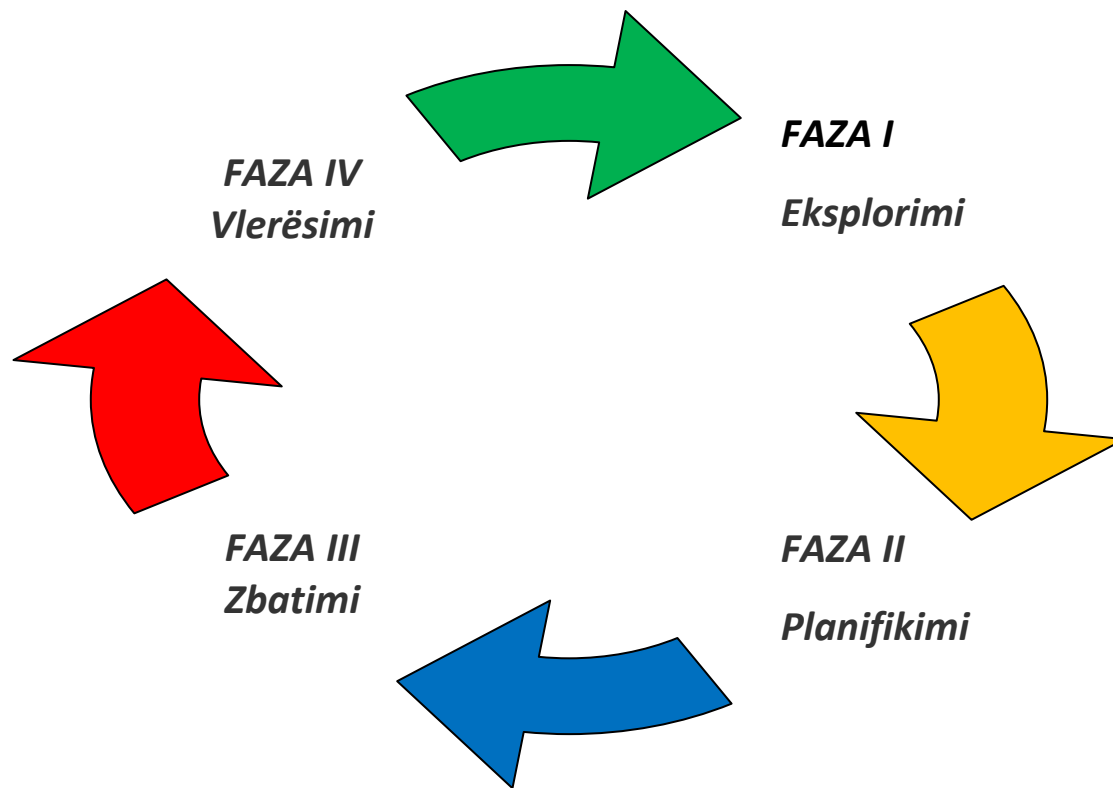 FAZA I
Eksplorimi
FAZA II
Planifikimi
FAZA III
Zbatimi
FAZA IV
Vlerësimi